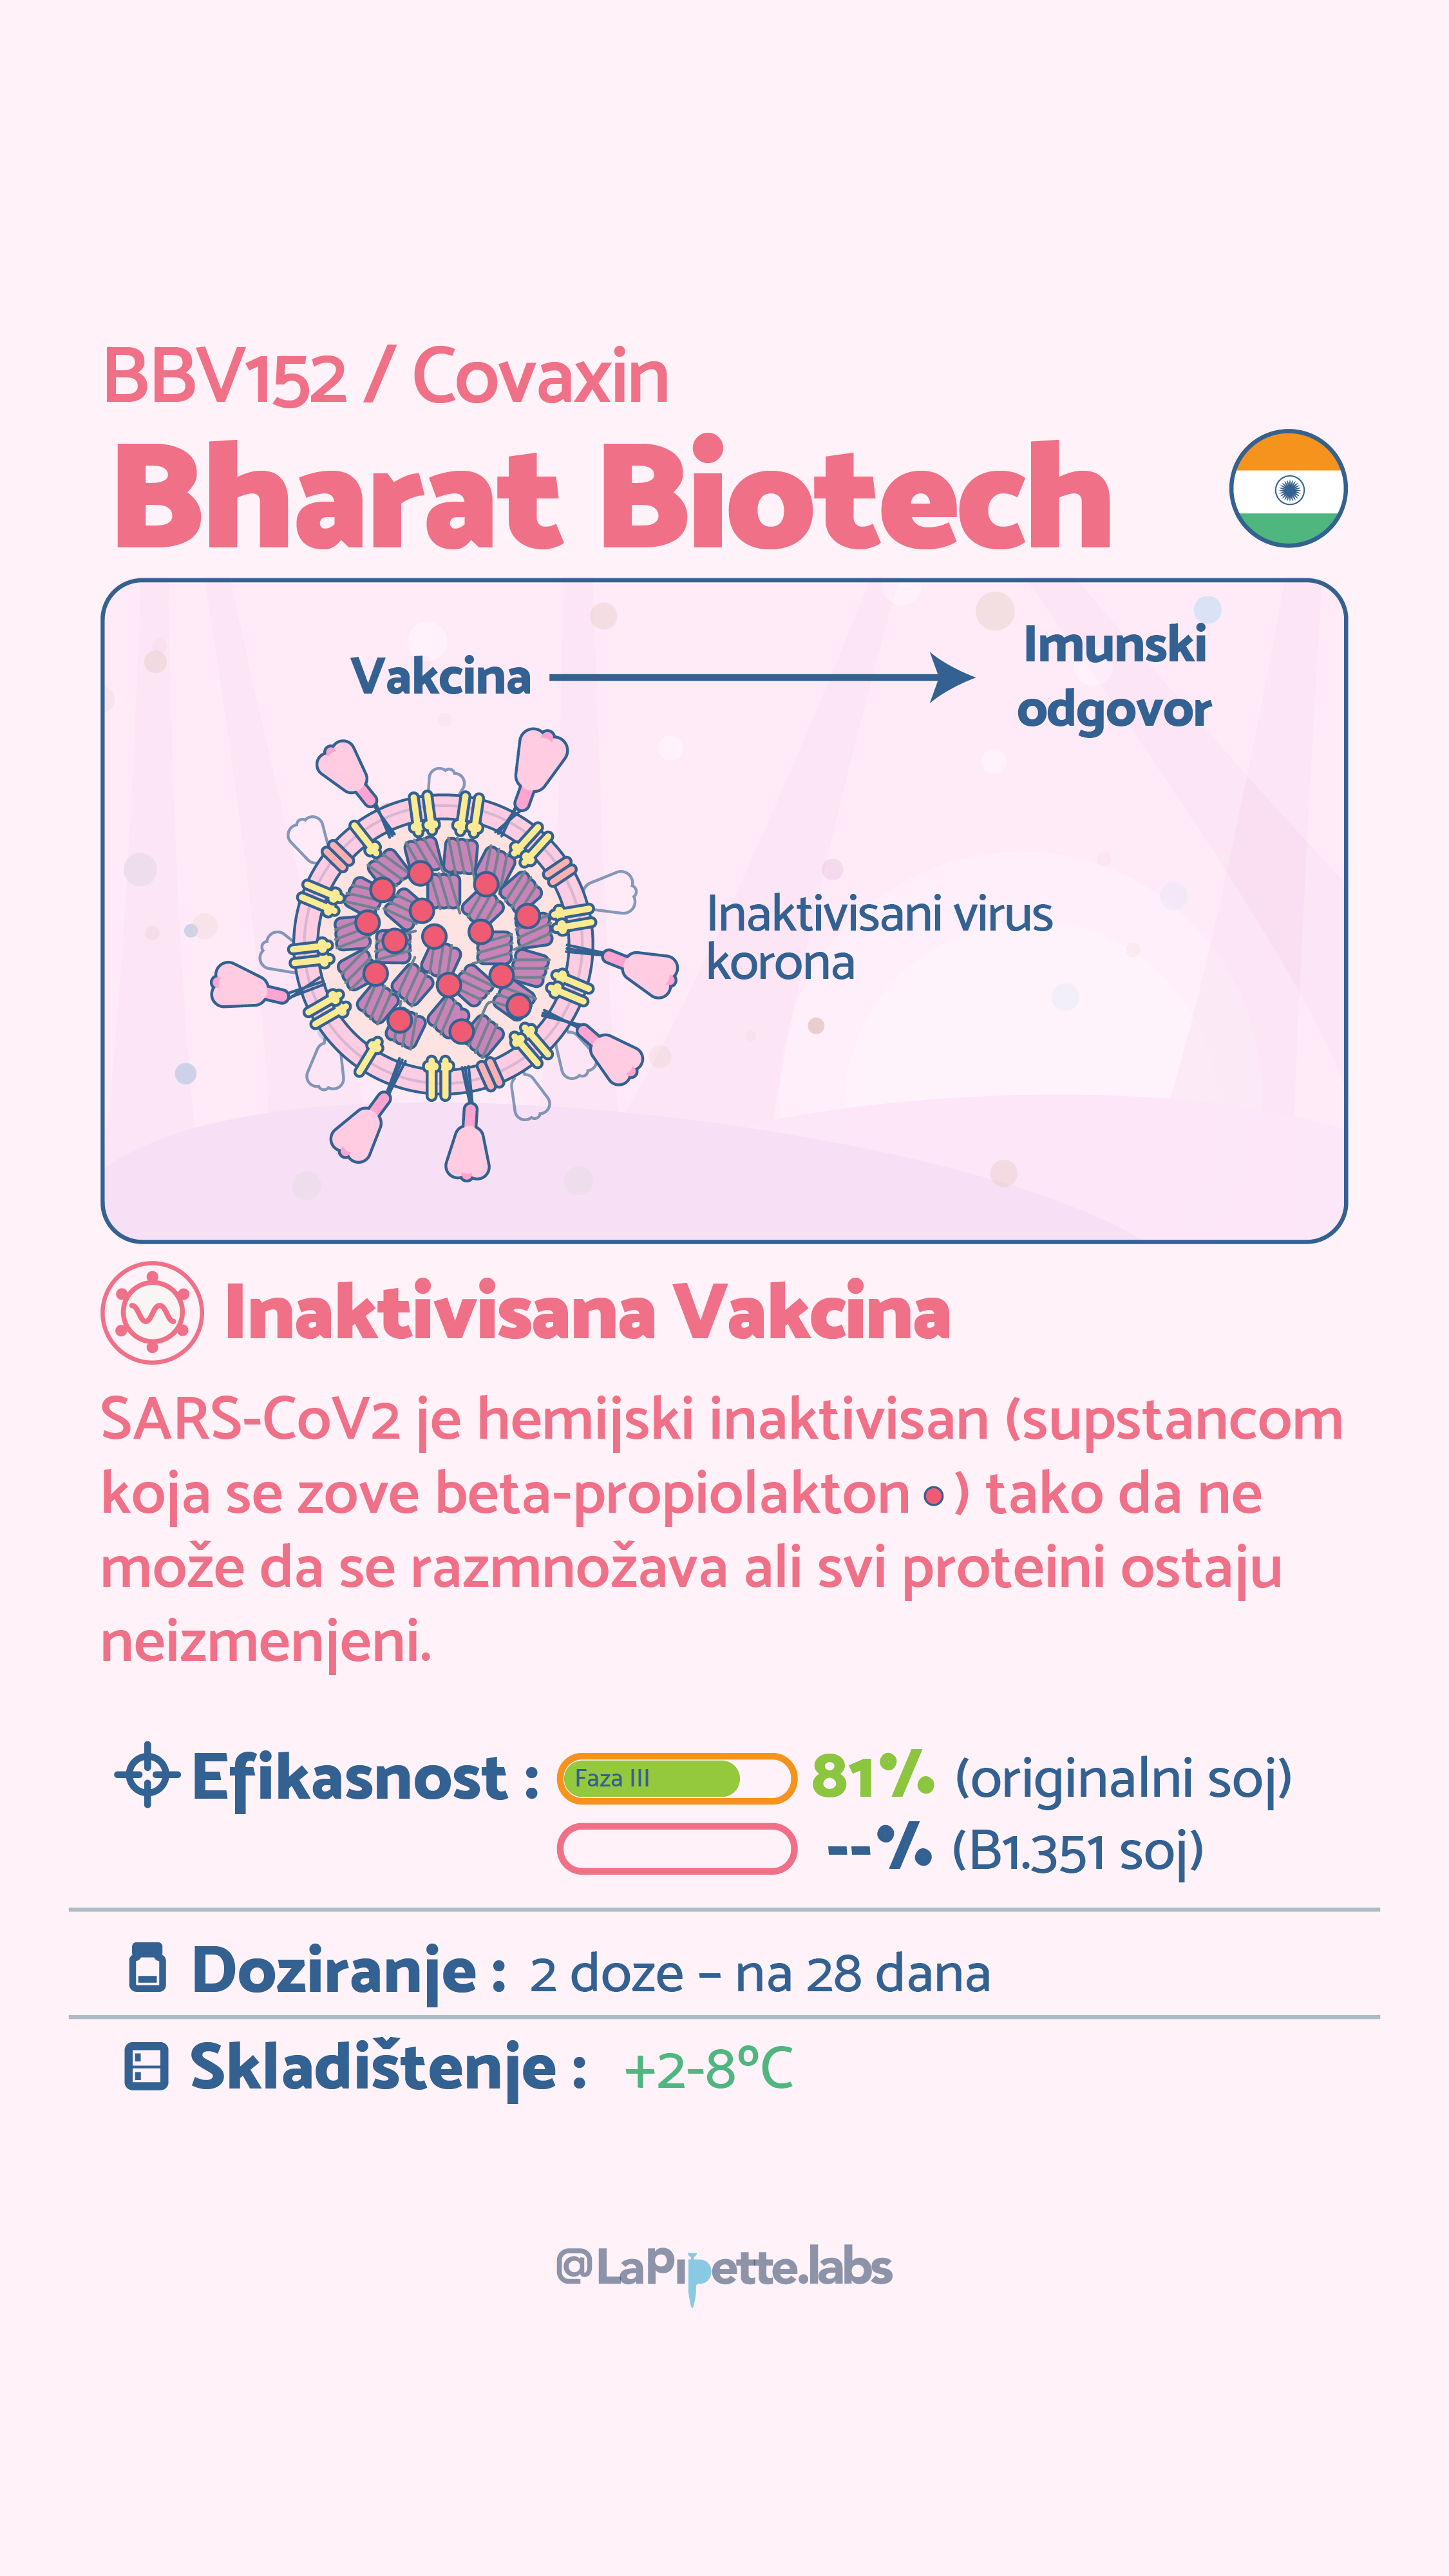 BBV152 / Covaxin
Bharat Biotech
Vakcina
Imunski
odgovor
Inaktivisani virus
korona
Inaktivisana Vakcina
SARS-CoV2 je hemijski inaktivisan (supstancom
koja se zove beta-propiolakton ) tako da ne
može da se razmnožava ali svi proteini ostaju
neizmenjeni.
Efikasnost : Faza III 81% (originalni soj)
--% (B1.351 soj)
Doziranje : 2 doze – na 28 dana
Skladištenje : +2-8°C
@LaPipette.labs